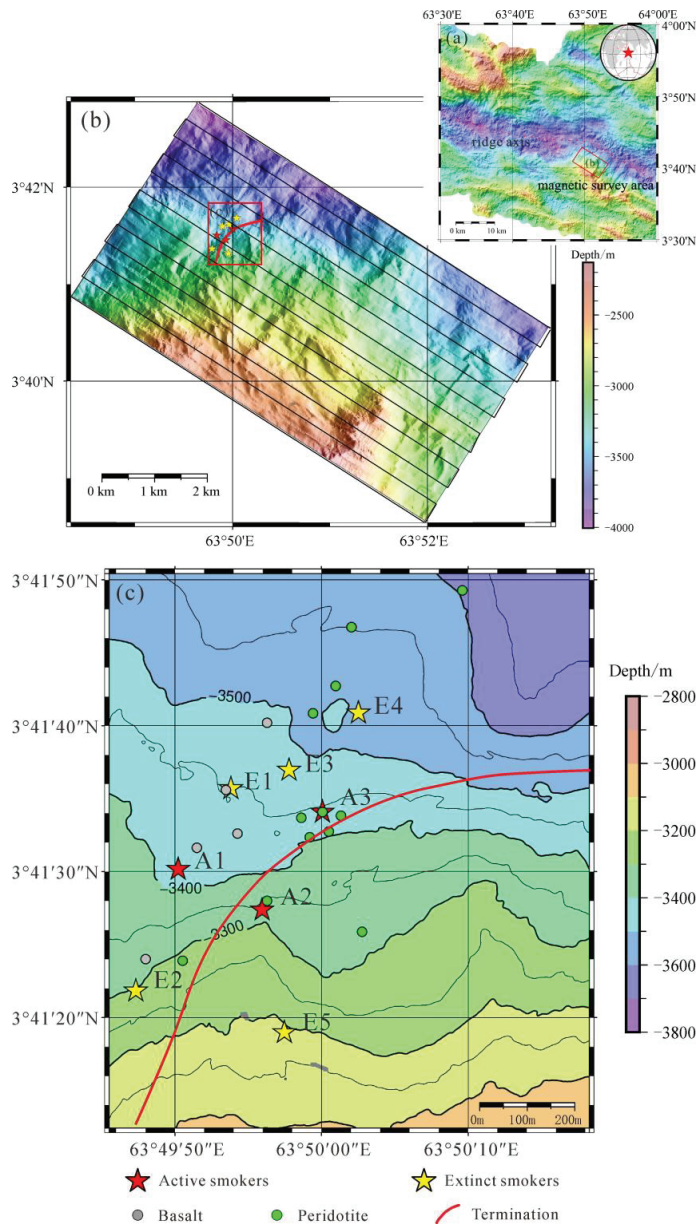 63°30′ 63°40′ 63°50′ 64°00′
(a)
4°00′N
3°50′
3°40′
3°30′
ridge axis
(b)
magnetic survey area
0 km 10 km
(b)
3°42′N
3°40′N
0 km 1 km 2 km
63°50′E 63°52′E
Depth/m
−2500
−3000
−3500
−4000
(c)
3°41′50″N
3°41′40″N
3°41′30″N
3°41′20″N
−3500
E4
E3
E1
A3
A1
−3400
A2
3300
E2
E5
0m 100m 200m
63°49′50″E 63°50′00″E 63°50′10″E
Depth/m
−2800
−3000
−3200
−3400
−3600
−3800
Active smokers Extinct smokers
Basalt Peridotite Termination